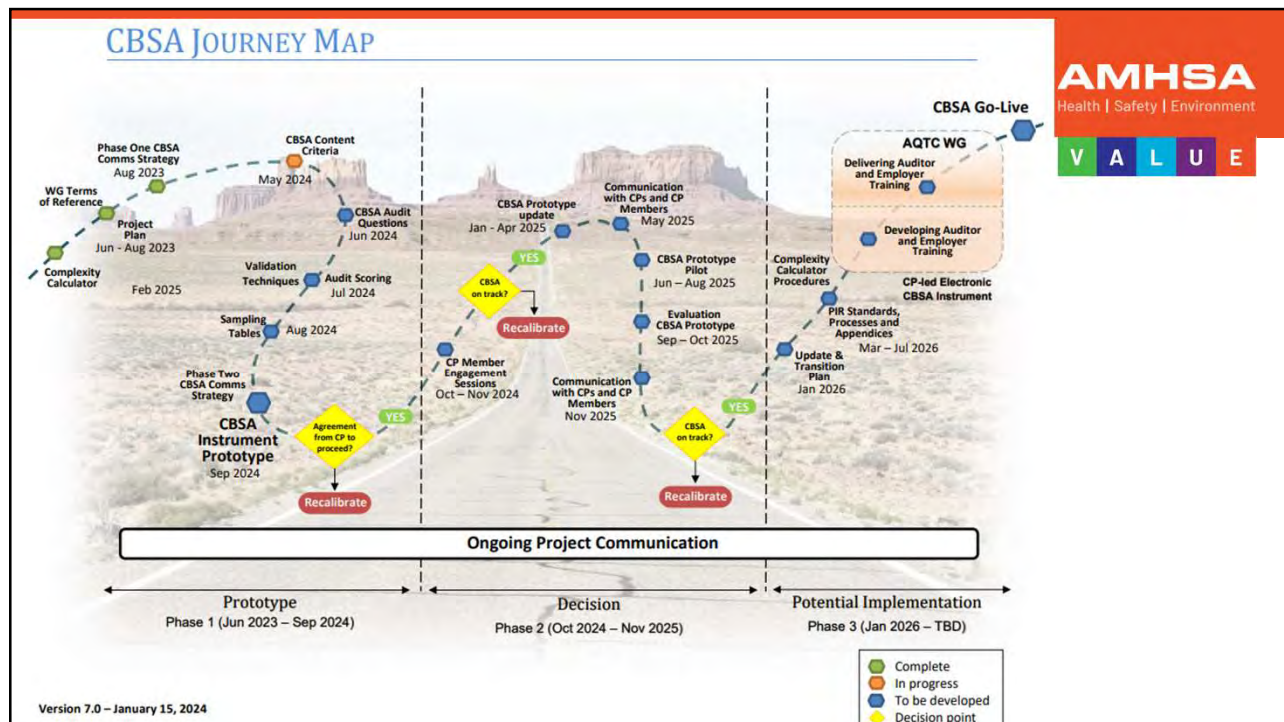 CBSA JOURNEY MAP
AMHSA
Health | Safety | Environment
V A L U E
Complexity
Calculator
WG Terms
of Reference
Project
Plan
Jun - Aug 2023
Phase One CBSA
Comms Strategy
Aug 2023
Feb 2025
CBSA Content
Criteria
May 2024
CBSA Audit
Questions
Jun 2024
Validation
Techniques
Audit Scoring
Jul 2024
Sampling
Tables
Aug 2024
Phase Two
CBSA Comms
Strategy
CBSA
Instrument
Prototype
Sep 2024
Agreement
from CP to
proceed?
YES
Recalibrate
CP Member
Engagement
Sessions
Oct – Nov 2024
CBSA
on track?
YES
Recalibrate
CBSA Prototype
update
Jan - Apr 2025
Communication
with CPs and CP
Members
May 2025
CBSA Prototype
Pilot
Jun – Aug 2025
Evaluation
CBSA Prototype
Sep – Oct 2025
Communication
with CPs and CP
Members
Nov 2025
CBSA
on track?
YES
Recalibrate
Update &
Transition
Plan
Jan 2026
Complexity
Calculator
Procedures
PIR Standards,
Processes and
Appendices
Mar – Jul 2026
AQTC WG
Delivering Auditor
and Employer
Training
Developing Auditor
and Employer
Training
CP-led Electronic
CBSA Instrument
CBSA Go-Live
Ongoing Project Communication
Prototype
Phase 1 (Jun 2023 – Sep 2024)
Decision
Phase 2 (Oct 2024 – Nov 2025)
Potential Implementation
Phase 3 (Jan 2026 – TBD)
Complete
In progress
To be developed
Decision point
Version 7.0 – January 15, 2024